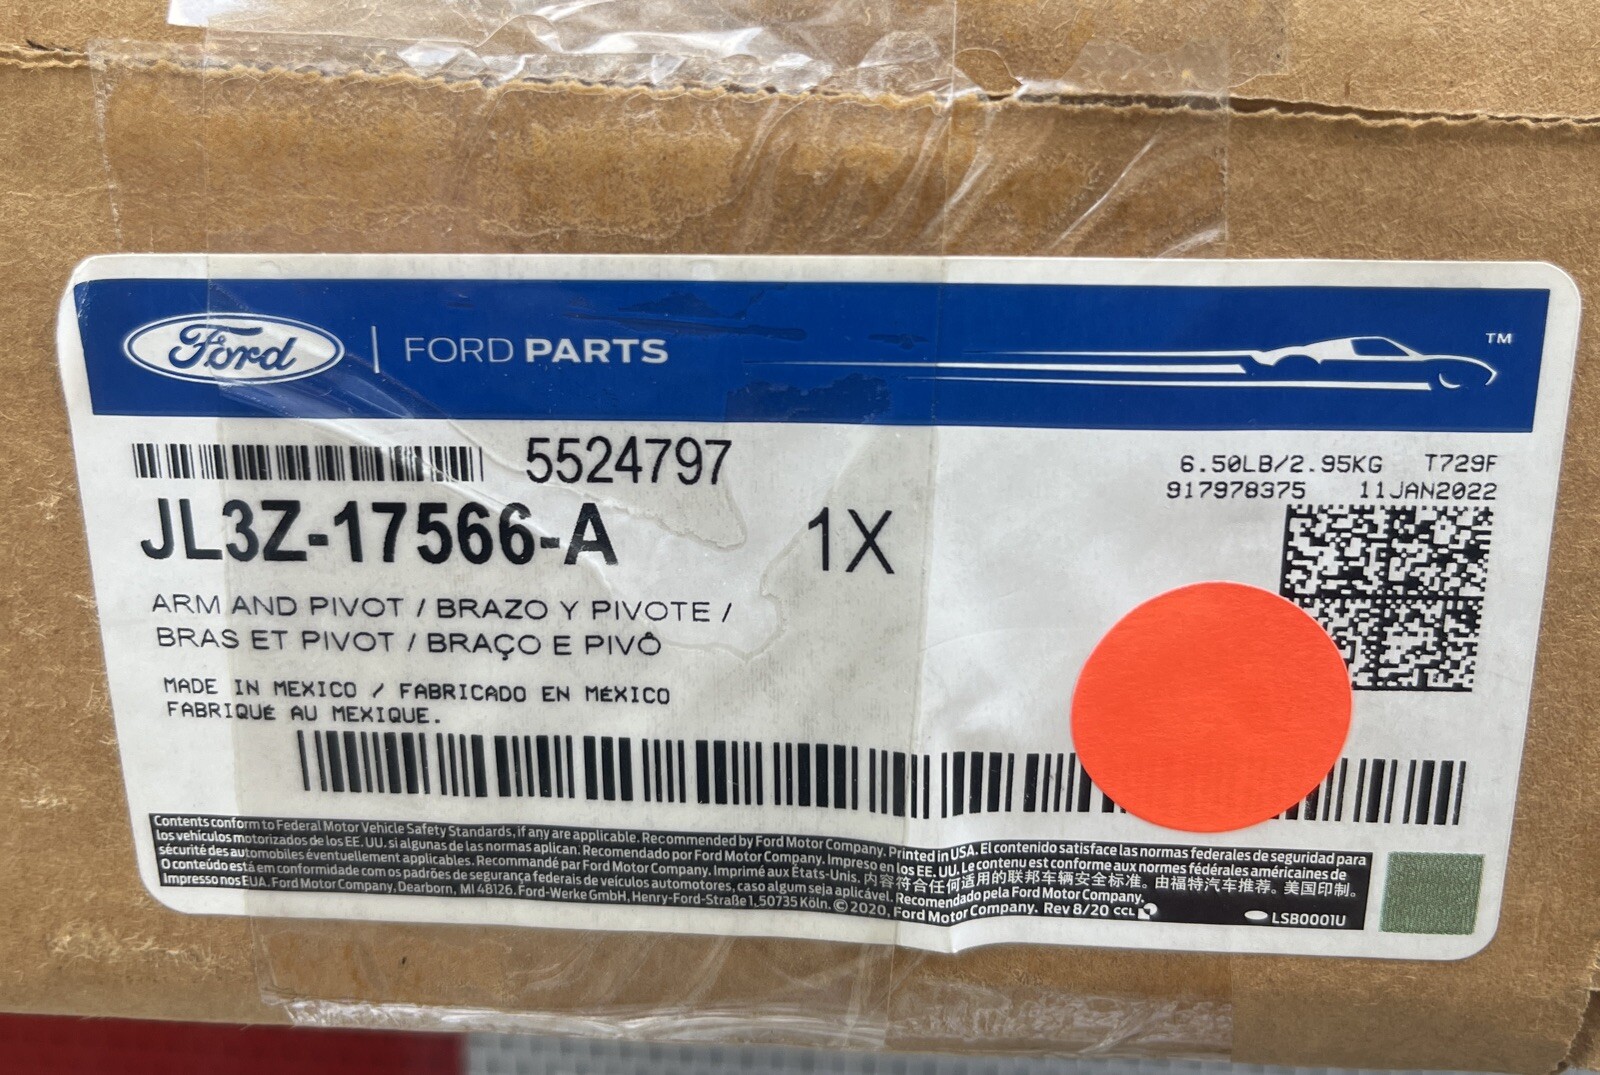 Ford | FORD PARTS
TM
5524797
6.50LB/2.95KG T729F
917978375 11JAN2022
JL3Z-17566-A 1X
ARM AND PIVOT / BRAZO Y PIVOTE /
BRAS ET PIVOT / BRAÇO E PIVÔ
MADE IN MEXICO / FABRICADO EN MÉXICO
FABRIQUÉ AU MEXIQUE.
Contents conform to Federal Motor Vehicle Safety Standards, if any are applicable. Recommended by Ford Motor Company. Printed in USA. El contenido satisface las normas federales de seguridad para
los vehículos motorizados de los EE. UU. si algunas de las normas aplican. Recomendado por Ford Motor Company. Impreso en los EE. UU. Le contenu est conforme aux normes fédérales américaines de
sécurité des automobiles éventuellement applicables. Recommandé par Ford Motor Company. Imprimé aux États-Unis. 内容符合任何适用的联邦车辆安全标准。由福特汽车推荐。美国印制。
O conteúdo está em conformidade com os padrões de segurança federais de veículos automotores, caso algum seja aplicável. Recomendado pela Ford Motor Company.
Impresso nos EUA. Ford Motor Company, Dearborn, MI 48126. Ford-Werke GmbH, Henry-Ford-Straße 1, 50735 Köln. © 2020, Ford Motor Company. Rev 8/20 CCL LSB0001U